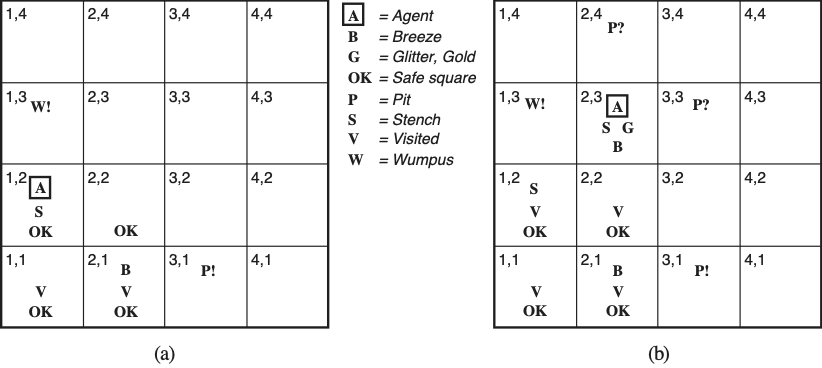 1,4 2,4 3,4 4,4
1,3 W! 2,3 3,3 4,3
1,2 A 2,2 3,2 4,2
S
OK OK
1,1 2,1 B 3,1 P! 4,1
V V
OK OK
(a)
A = Agent
B = Breeze
G = Glitter, Gold
OK = Safe square
P = Pit
S = Stench
V = Visited
W = Wumpus
1,4 2,4 P? 3,4 4,4
1,3 W! 2,3 A 3,3 P? 4,3
S G
B
1,2 S 2,2 3,2 4,2
V V
OK OK
1,1 2,1 B 3,1 P! 4,1
V V
OK OK
(b)